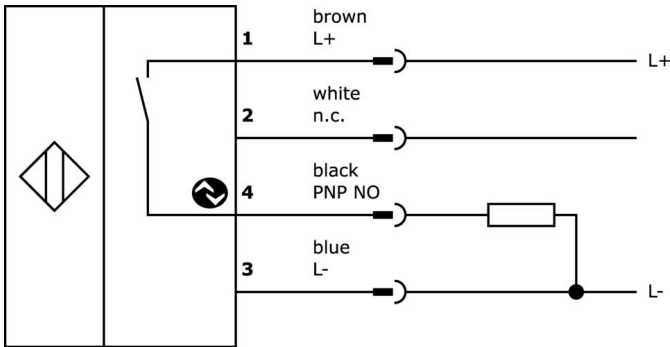 brown
1 L+ L+
white
2 n.c.
black
4 PNP NO
blue
3 L- L-